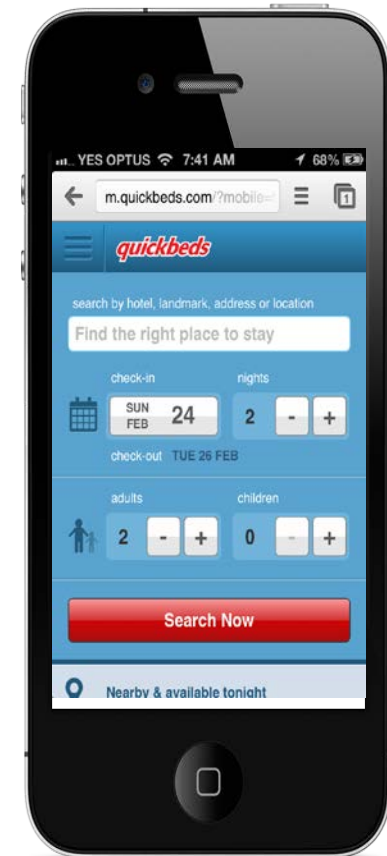 YES OPTUS 7:41 AM 68%
m.quickbeds.com/?mobile=
1
quickbeds
search by hotel, landmark, address or location
Find the right place to stay
check-in nights
SUN FEB 24 2 - +
check-out TUE 26 FEB
adults children
2 - + 0 - +
Search Now
Nearby & available tonight